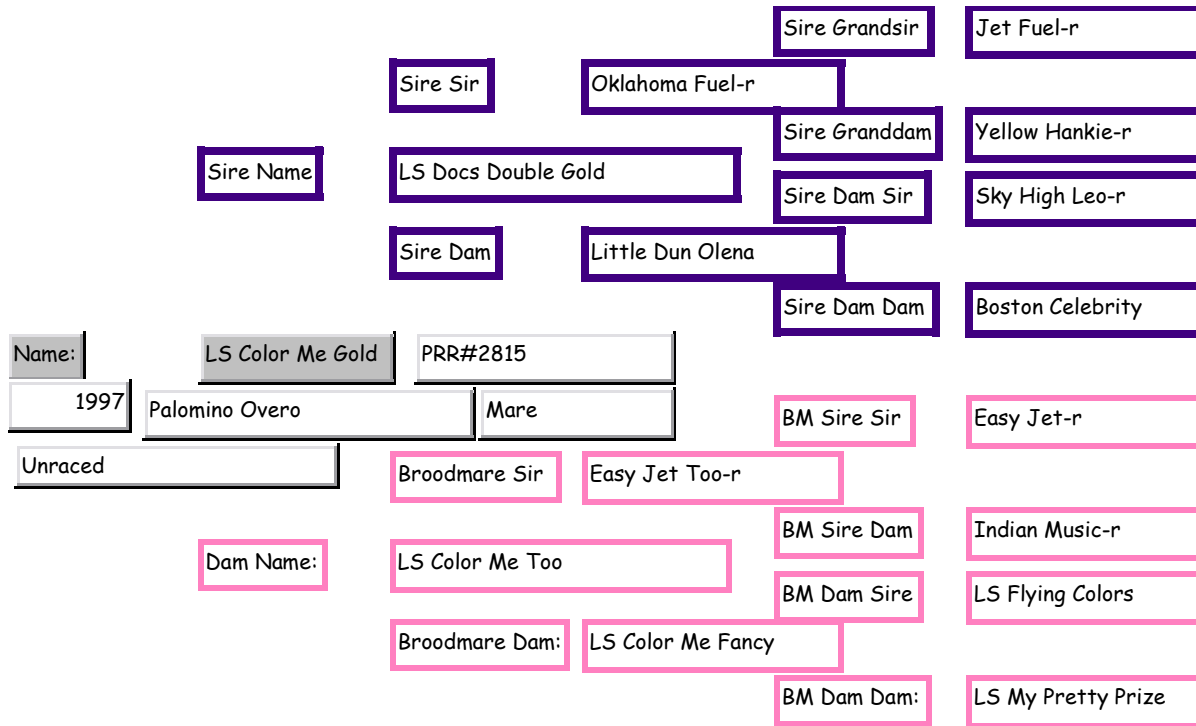 Sire Grandsir Jet Fuel-r
Sire Sir Oklahoma Fuel-r
Sire Granddam Yellow Hankie-r
Sire Name LS Docs Double Gold
Sire Dam Sir Sky High Leo-r
Sire Dam Little Dun Olena
Sire Dam Dam Boston Celebrity
Name: LS Color Me Gold PRR#2815
1997 Palomino Overo Mare
BM Sire Sir Easy Jet-r
Unraced
Broodmare Sir Easy Jet Too-r
BM Sire Dam Indian Music-r
Dam Name: LS Color Me Too
BM Dam Sire LS Flying Colors
Broodmare Dam: LS Color Me Fancy
BM Dam Dam: LS My Pretty Prize